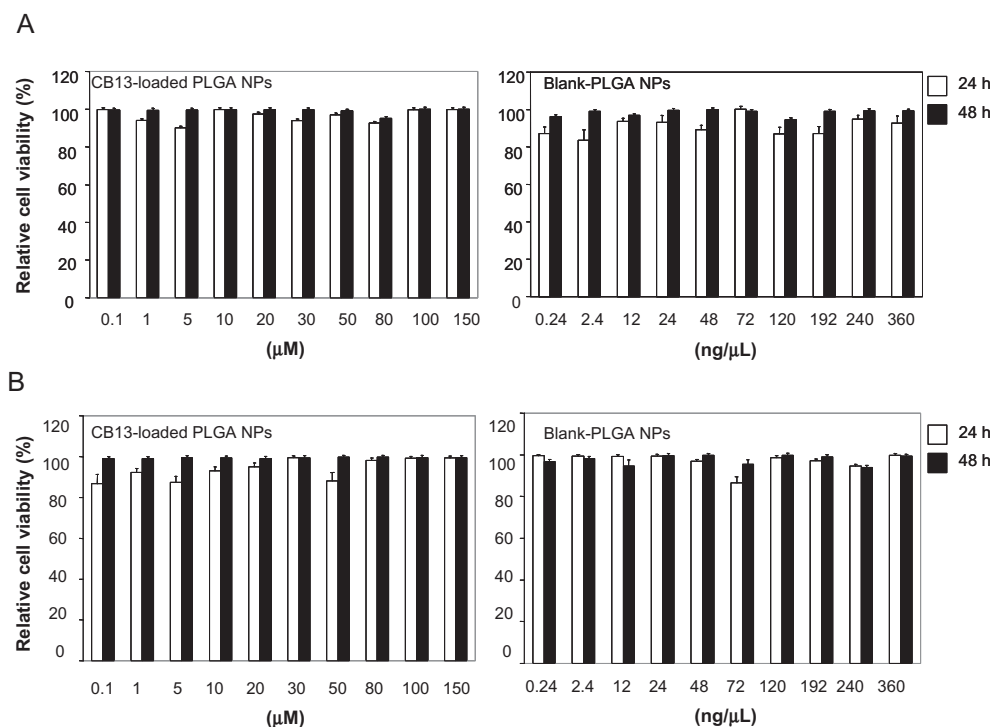 A
CB13-loaded PLGA NPs
Relative cell viability (%)
120
100
80
60
40
20
0
0.1 1 5 10 20 30 50 80 100 150
(μM)
Blank-PLGA NPs
120
100
80
60
40
20
0
0.24 2.4 12 24 48 72 120 192 240 360
(ng/μL)
24 h
48 h
B
CB13-loaded PLGA NPs
Relative cell viability (%)
120
100
80
60
40
20
0
0.1 1 5 10 20 30 50 80 100 150
(μM)
Blank-PLGA NPs
120
100
80
60
40
20
0
0.24 2.4 12 24 48 72 120 192 240 360
(ng/μL)
24 h
48 h